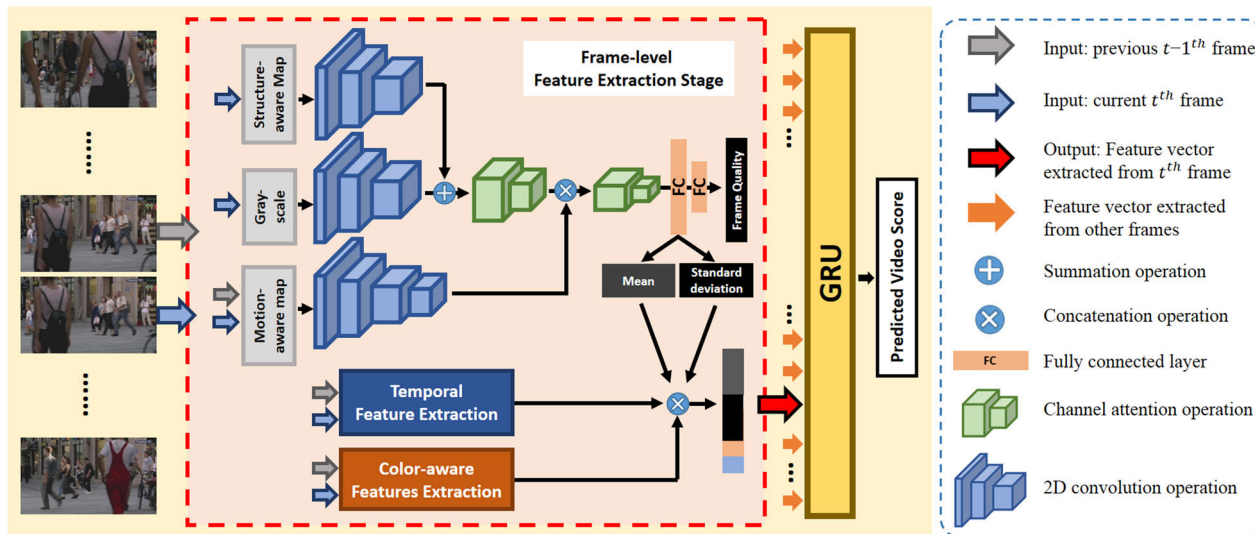 Frame-level
Feature Extraction Stage
Structure-
aware Map
Gray-
scale
Motion-
aware map
FC
FC
Frame Quality
Mean
Standard
deviation
Temporal
Feature Extraction
Color-aware
Features Extraction
GRU
Predicted Video Score
Input: previous t−1th frame
Input: current tth frame
Output: Feature vector
extracted from tth frame
Feature vector extracted
from other frames
Summation operation
Concatenation operation
FC
Fully connected layer
Channel attention operation
2D convolution operation